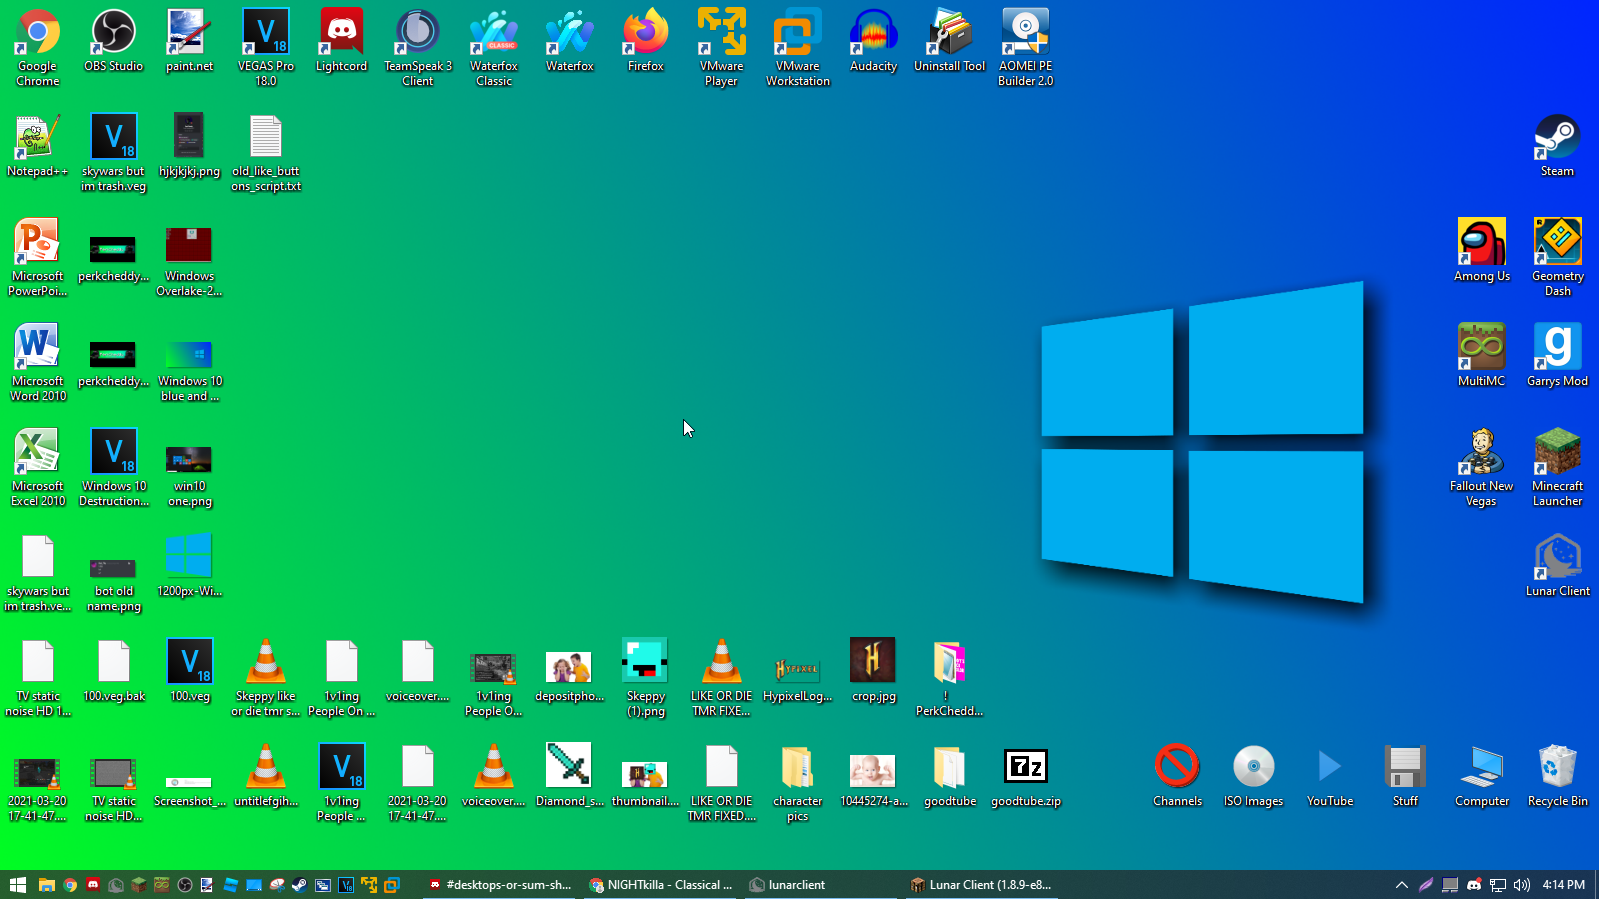 Google
Chrome
OBS Studio
paint.net
VEGAS Pro
18.0
Lightcord
TeamSpeak 3
Client
Waterfox
Classic
Waterfox
Firefox
VMware
Player
VMware
Workstation
Audacity
Uninstall Tool
AOMEI PE
Builder 2.0
Notepad++
skywars but
im trash.veg
hjkjkjkj.png
old_like_butt
ons_script.txt
Steam
Microsoft
PowerPoi...
perkcheddy...
Windows
Overlake-2...
Among Us
Geometry
Dash
Microsoft
Word 2010
perkcheddy...
Windows 10
blue and ...
MultiMC
Garrys Mod
Microsoft
Excel 2010
Windows 10
Destruction...
win10
one.png
Fallout New
Vegas
Minecraft
Launcher
skywars but
im trash.ve...
bot old
name.png
1200px-Wi...
Lunar Client
TV static
noise HD 1...
100.veg.bak
100.veg
Skeppy like
or die tmr s...
1v1ing
People On ...
voiceover....
1v1ing
People O...
depositpho...
Skeppy
(1).png
LIKE OR DIE
TMR FIXE...
HypixelLog...
crop.jpg
!
PerkChedd...
2021-03-20
17-41-47....
TV static
noise HD...
Screenshot_...
untitlefgih...
1v1ing
People ...
2021-03-20
17-41-47....
voiceover....
Diamond_s...
thumbnail....
LIKE OR DIE
TMR FIXED....
character
pics
10445274-a...
goodtube
goodtube.zip
Channels
ISO Images
YouTube
Stuff
Computer
Recycle Bin
#desktops-or-sum-sh...
NIGHTkilla - Classical ...
lunarclient
Lunar Client (1.8.9-e8...
4:14 PM